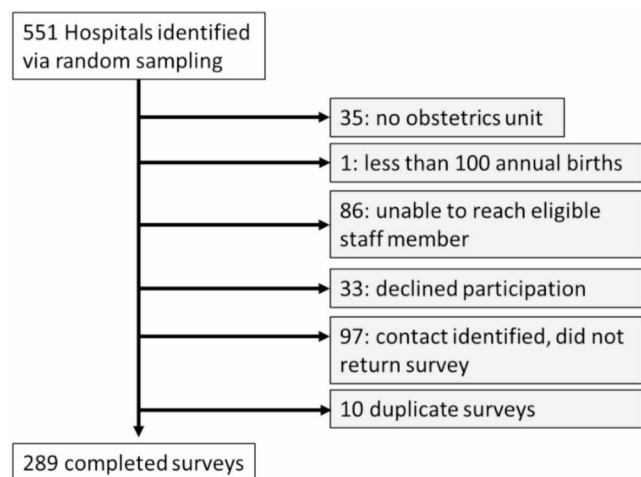 551 Hospitals identified
via random sampling
35: no obstetrics unit
1: less than 100 annual births
86: unable to reach eligible
staff member
33: declined participation
97: contact identified, did not
return survey
10 duplicate surveys
289 completed surveys